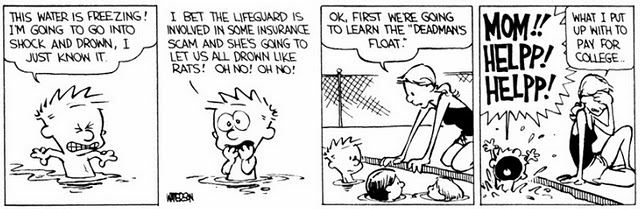 THIS WATER IS FREEZING!
I'M GOING TO GO INTO
SHOCK AND DROWN, I
JUST KNOW IT.
I BET THE LIFEGUARD IS
INVOLVED IN SOME INSURANCE
SCAM AND SHE'S GOING TO
LET US ALL DROWN LIKE
RATS! OH NO! OH NO!
WATTERSON
OK, FIRST WE'RE GOING
TO LEARN THE "DEADMAN'S
FLOAT."
MOM!!
HELPP!
HELPP!
WHAT I PUT
UP WITH TO
PAY FOR
COLLEGE..